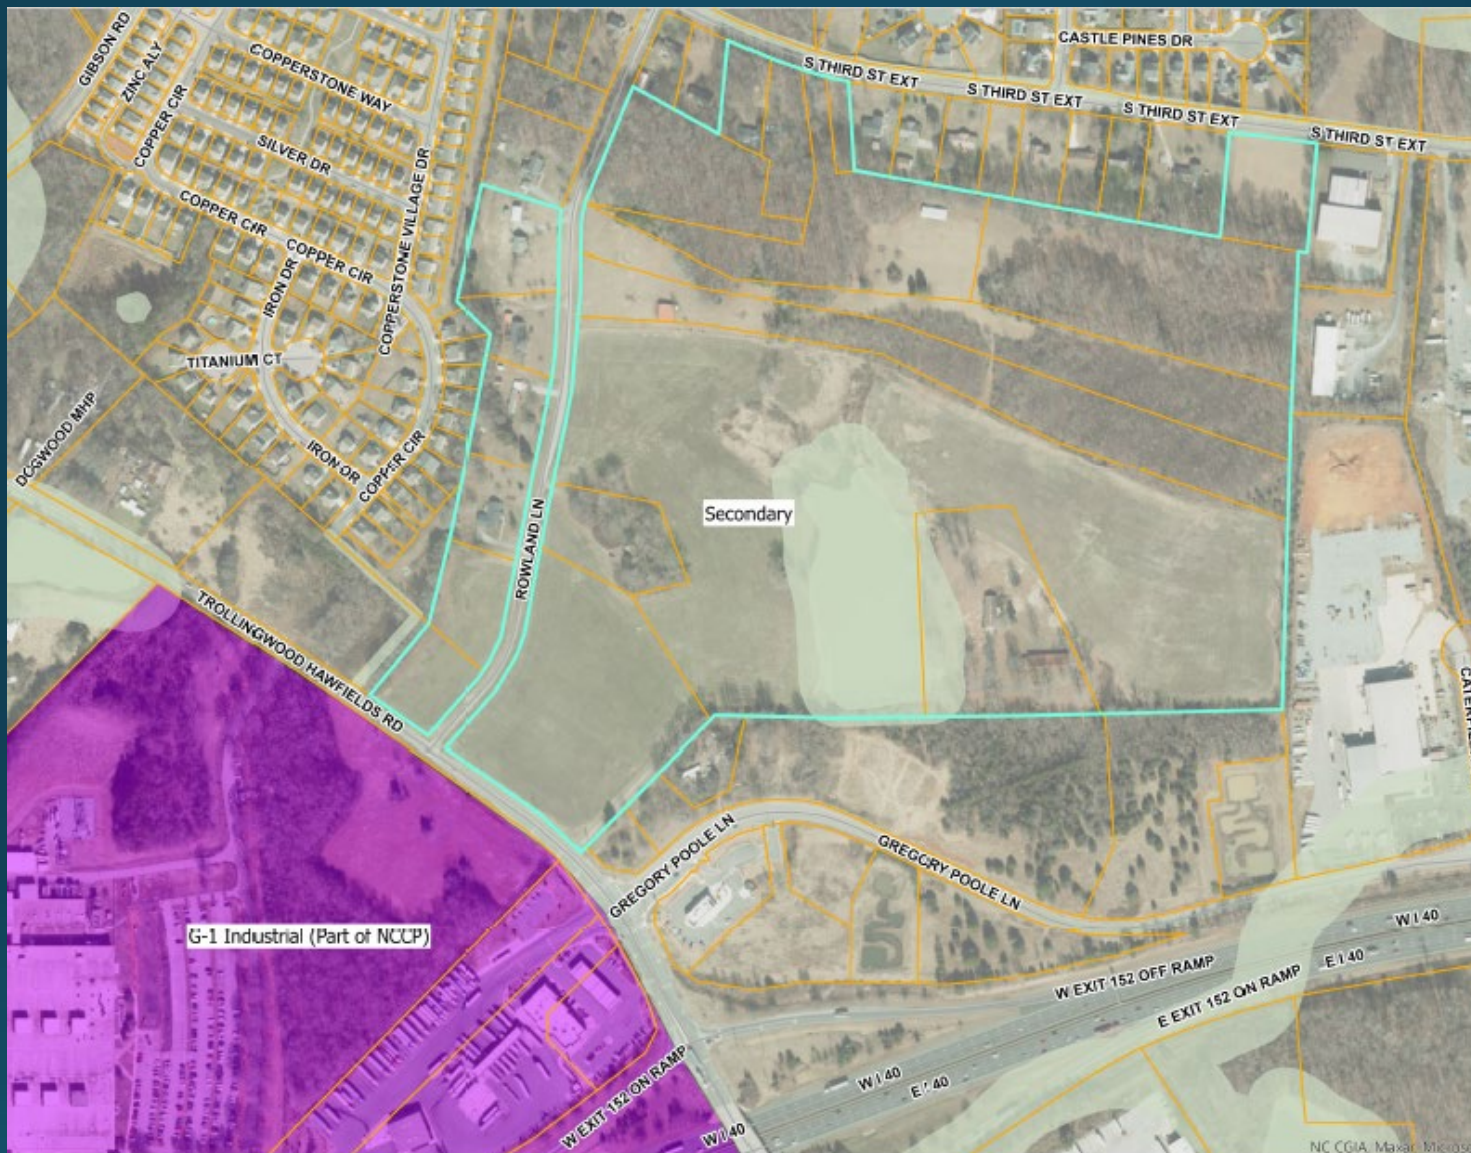 GIBSON RD
ZINC ALY
COPPERSTONE WAY
COPPER CIR
SILVER DR
COPPERSTONE VILLAGE DR
COPPER CIR
COPPER CIR
IRON DR
TITANIUM CT
IRON DR
COPPER CIR
DOGWOOD MHP
CASTLE PINES DR
S THIRD ST EXT
S THIRD ST EXT
S THIRD ST EXT
S THIRD ST EXT
Secondary
ROWLAND LN
TROLLINGWOOD HAWFIELDS RD
GREGORY POOLE LN
GREGORY POOLE LN
G-1 Industrial (Part of NCCP)
W I 40
E I 40
W EXIT 152 OFF RAMP
E EXIT 152 ON RAMP
W I 40
E I 40
W EXIT 152 ON RAMP
W I 40
NC CGIA, Maxar,